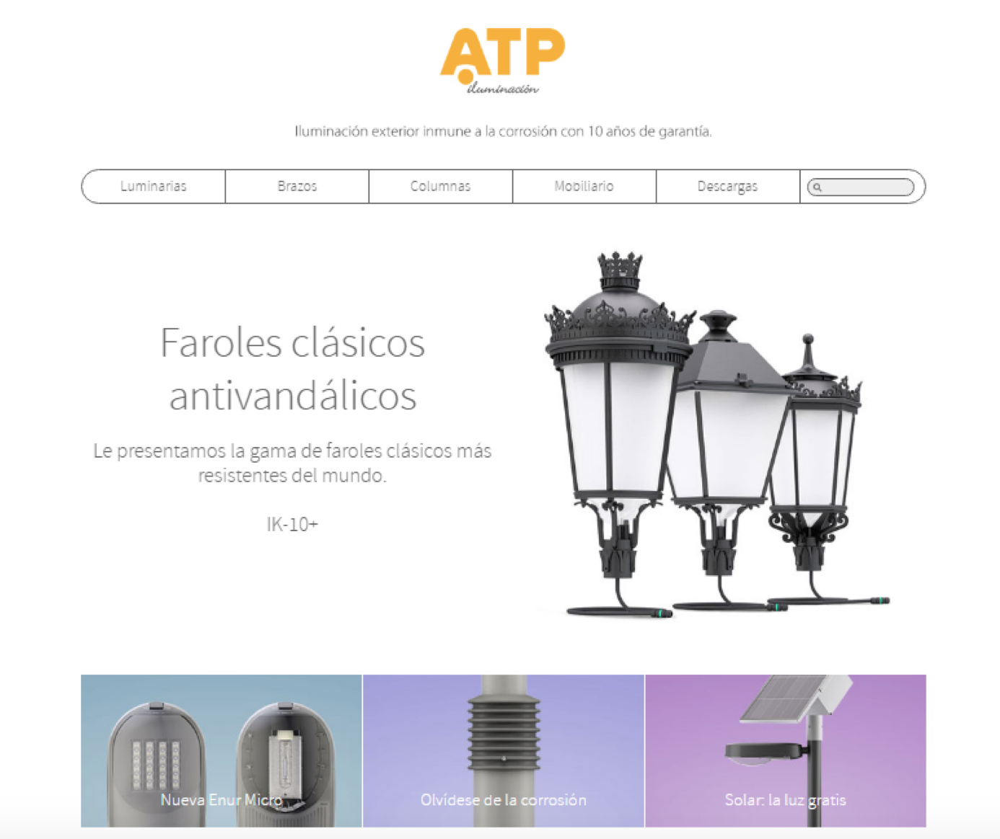 ATP
iluminación
Iluminación exterior inmune a la corrosión con 10 años de garantía.
Luminarias
Brazos
Columnas
Mobiliario
Descargas
Faroles clásicos
antivandálicos
Le presentamos la gama de faroles clásicos más
resistentes del mundo.
IK-10+
Nueva Enur Micro
Olvídese de la corrosión
Solar: la luz gratis